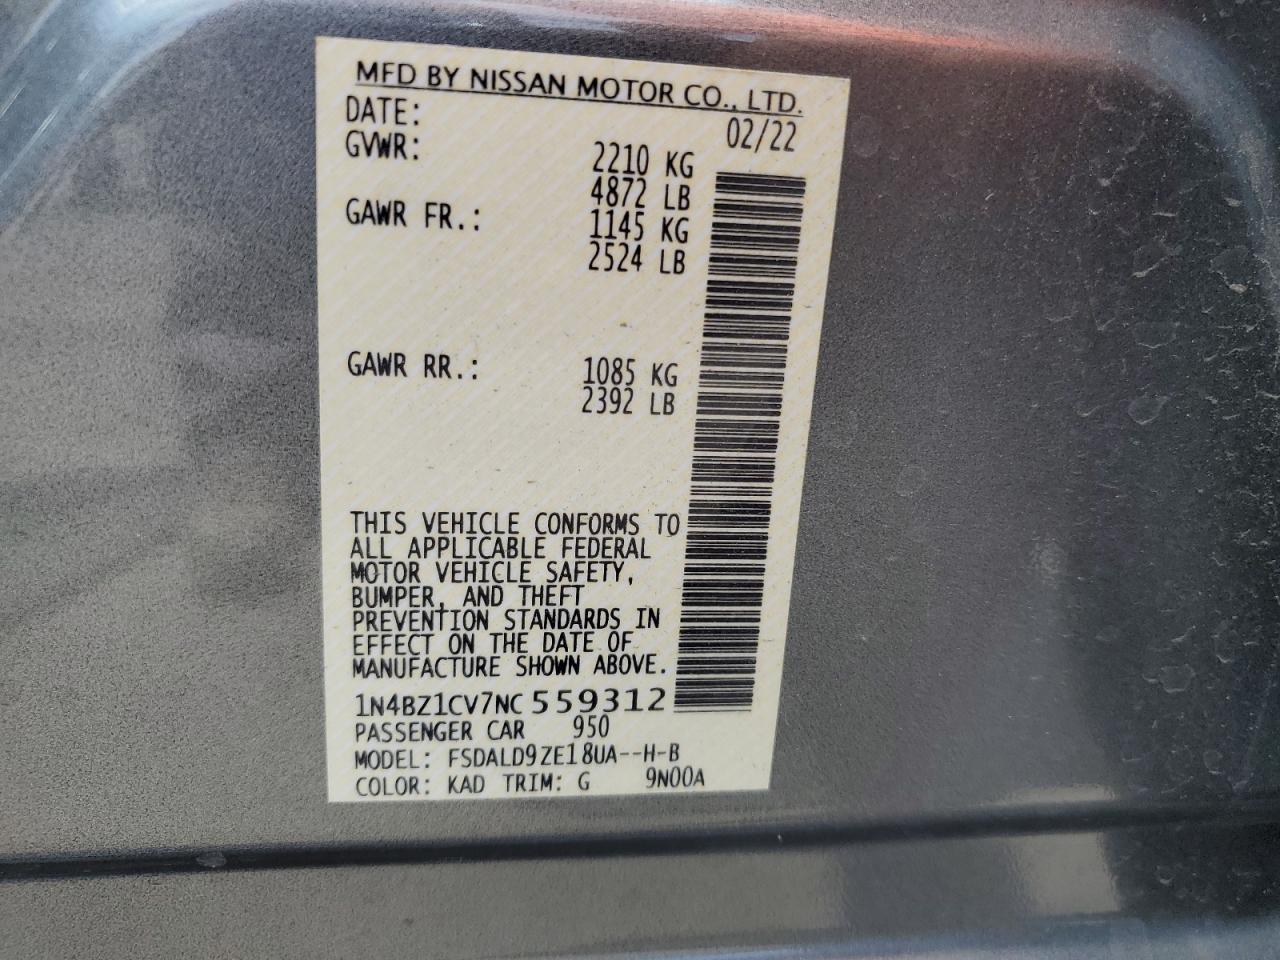 MFD BY NISSAN MOTOR CO., LTD.
DATE: 02/22
GVWR: 2210 KG
4872 LB
GAWR FR.: 1145 KG
2524 LB
GAWR RR.: 1085 KG
2392 LB
THIS VEHICLE CONFORMS TO
ALL APPLICABLE FEDERAL
MOTOR VEHICLE SAFETY,
BUMPER, AND THEFT
PREVENTION STANDARDS IN
EFFECT ON THE DATE OF
MANUFACTURE SHOWN ABOVE.
1N4BZ1CV7NC559312
PASSENGER CAR 950
MODEL: FSDALD9ZE18UA--H-B
COLOR: KAD TRIM: G 9N00A